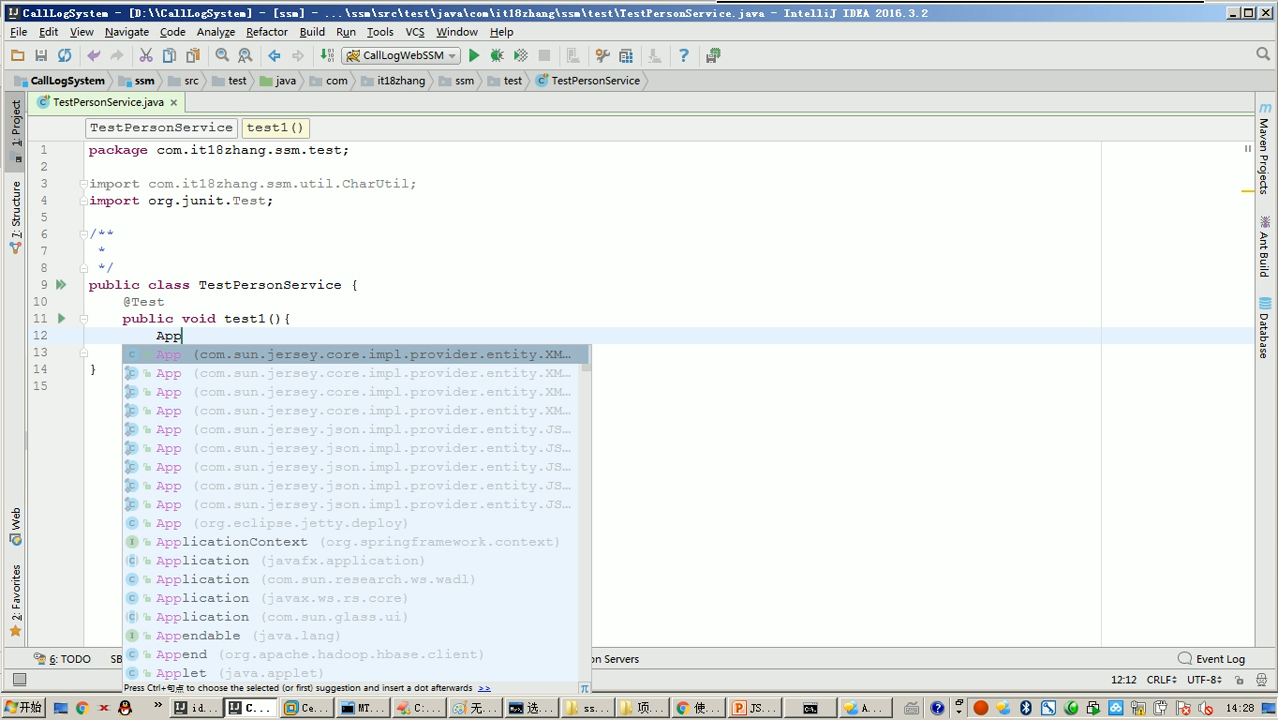 CallLogSystem - [D:\CallLogSystem] - [ssm] - ...\ssm\src\test\java\com\it18zhang\ssm\test\TestPersonService.java - IntelliJ IDEA 2016.3.2
File Edit View Navigate Code Analyze Refactor Build Run Tools VCS Window Help
CallLogWebSSM
CallLogSystem ssm src test java com it18zhang ssm test TestPersonService
TestPersonService.java
TestPersonService test1()
1 package com.it18zhang.ssm.test;
2
3 import com.it18zhang.ssm.util.CharUtil;
4 import org.junit.Test;
5
6 /**
7 *
8 */
9 public class TestPersonService {
10 @Test
11 public void test1(){
12 App
13
14 }
15
App (com.sun.jersey.core.impl.provider.entity.XM...
App (com.sun.jersey.core.impl.provider.entity.XM...
App (com.sun.jersey.core.impl.provider.entity.XM...
App (com.sun.jersey.core.impl.provider.entity.XM...
App (com.sun.jersey.json.impl.provider.entity.JS...
App (com.sun.jersey.json.impl.provider.entity.JS...
App (com.sun.jersey.json.impl.provider.entity.JS...
App (com.sun.jersey.json.impl.provider.entity.JS...
App (com.sun.jersey.json.impl.provider.entity.JS...
App (org.eclipse.jetty.deploy)
ApplicationContext (org.springframework.context)
Application (javafx.application)
Application (com.sun.research.ws.wadl)
Application (javax.ws.rs.core)
Application (com.sun.glass.ui)
Appendable (java.lang)
Append (org.apache.hadoop.hbase.client)
Applet (java.applet)
Press Ctrl+句点 to choose the selected (or first) suggestion and insert a dot afterwards >>
1: Project
7: Structure
Web
2: Favorites
Maven Projects
Ant Build
Database
6: TODO
on Servers
Event Log
12:12 CRLF UTF-8
开始 id... C... Ce... MT... C:... 无... 选... ss... 项... 使... JS... A... 14:28